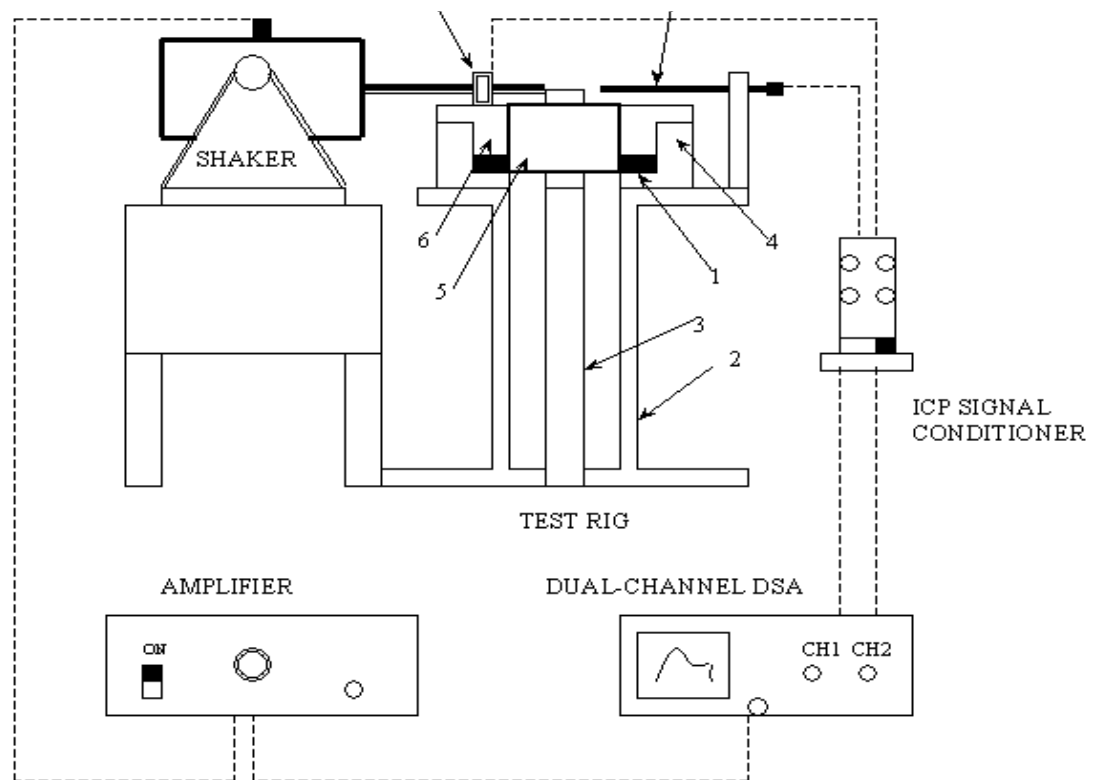 SHAKER
6
4
5
1
3
2
ICP SIGNAL
CONDITIONER
TEST RIG
AMPLIFIER
DUAL-CHANNEL DSA
ON
CH1 CH2